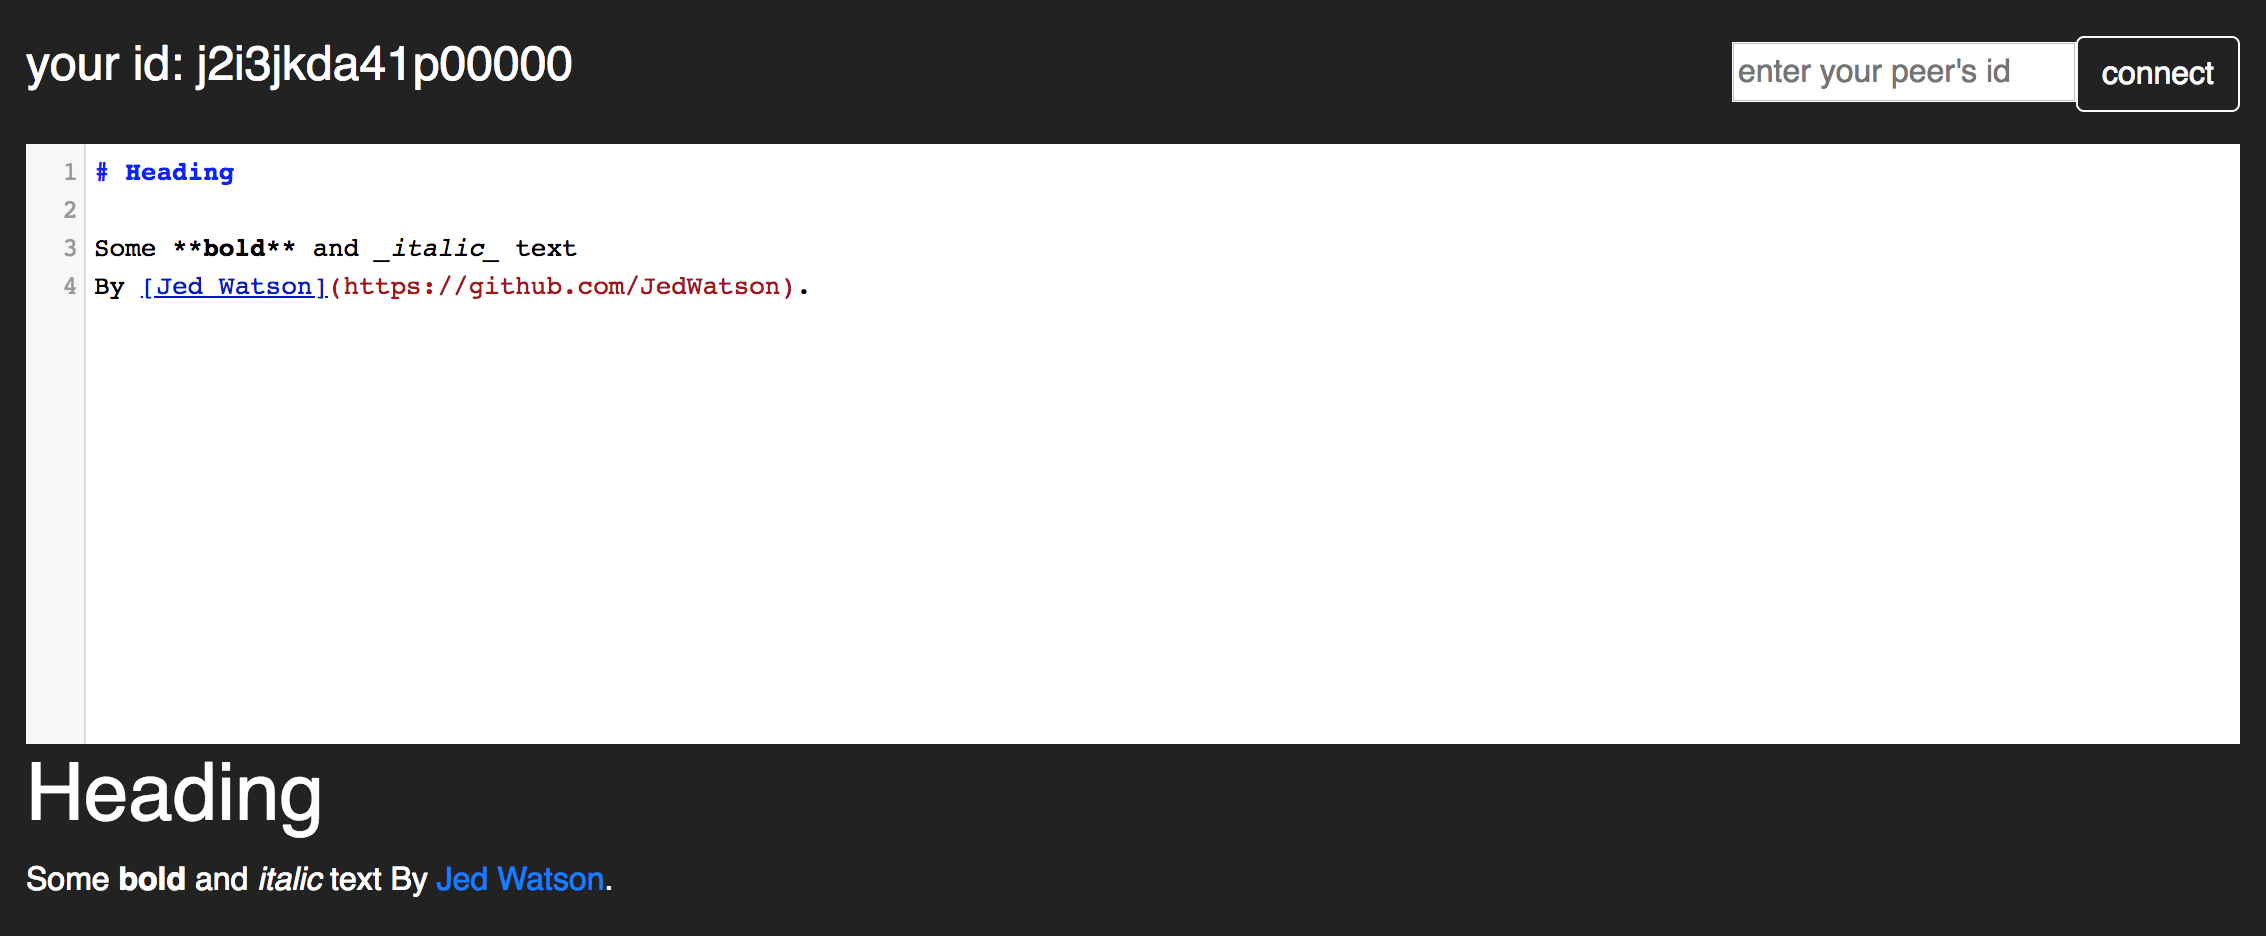 your id: j2i3jkda41p00000
enter your peer's id
connect
1 # Heading
2
3 Some **bold** and _italic_ text
4 By [Jed Watson](https://github.com/JedWatson).
Heading
Some bold and italic text By Jed Watson.